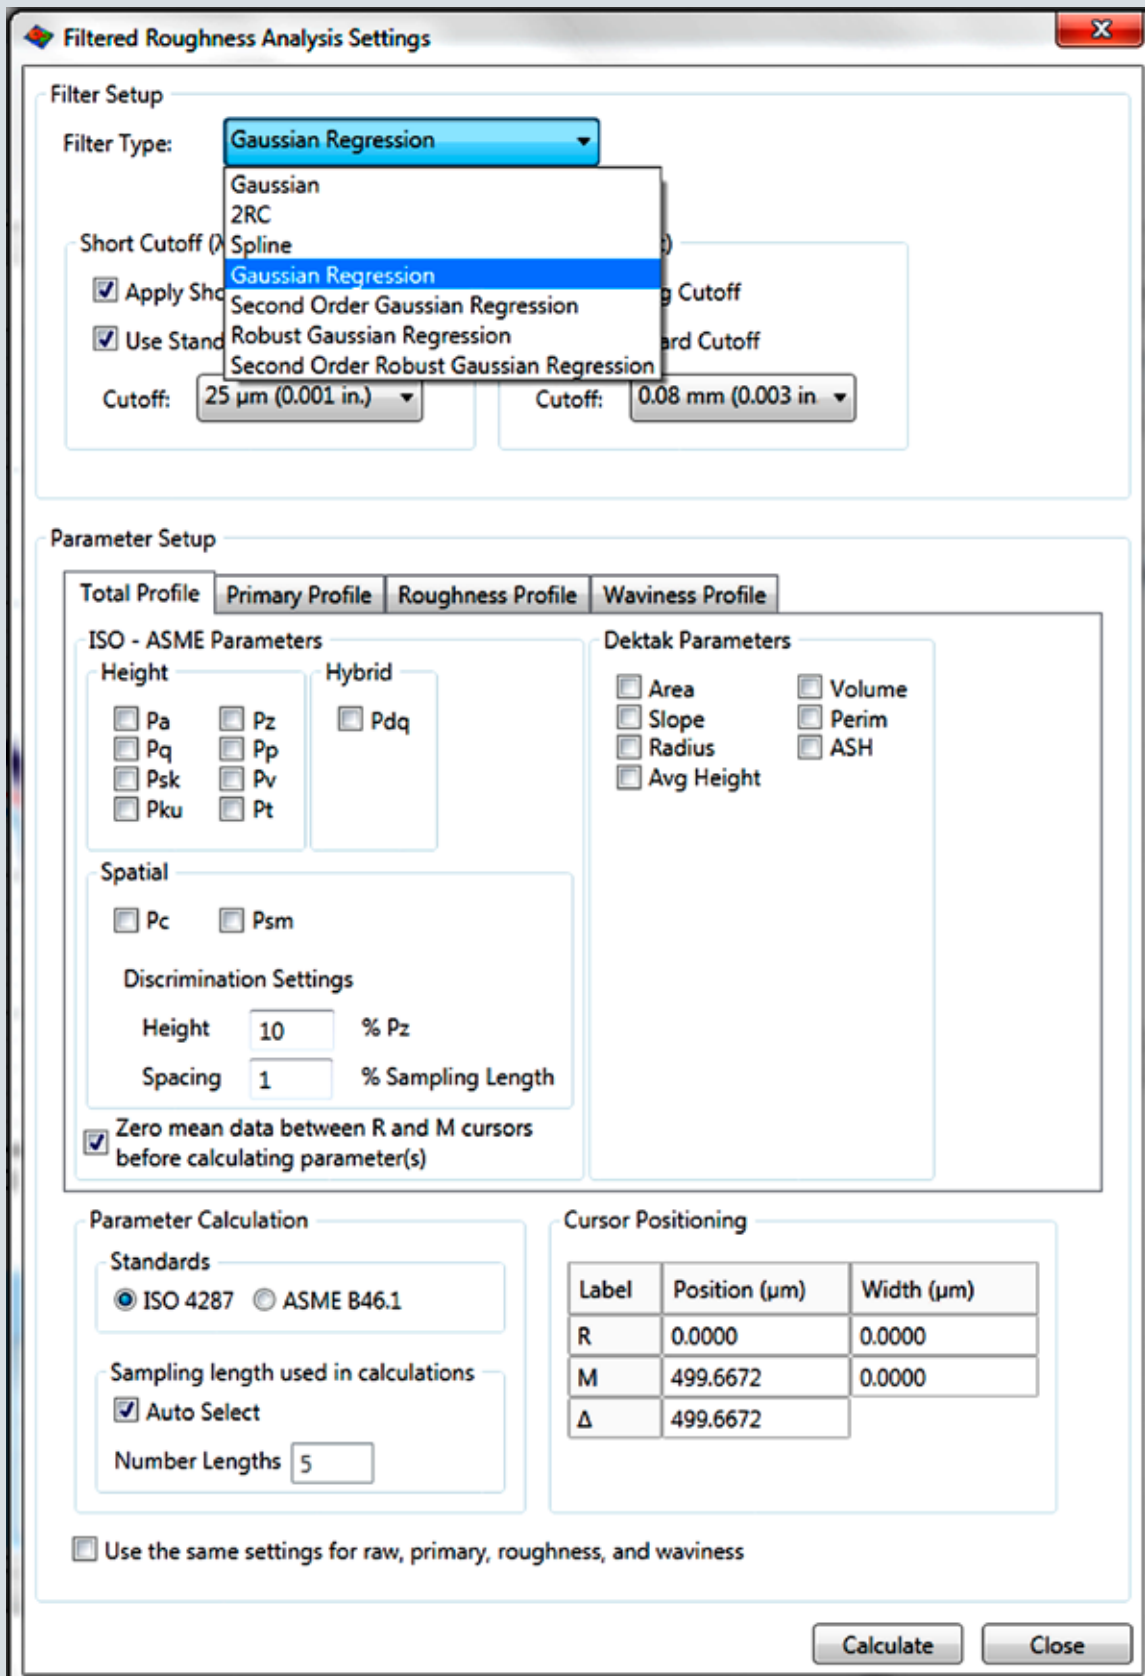 Filtered Roughness Analysis Settings
x
Filter Setup
Filter Type:
Gaussian Regression
Gaussian
2RC
Spline
Gaussian Regression
Second Order Gaussian Regression
Robust Gaussian Regression
Second Order Robust Gaussian Regression
Short Cutoff
Apply
Use
Cutoff
Cutoff
Cutoff: 25 µm (0.001 in.)
Cutoff: 0.08 mm (0.003 in
Parameter Setup
Total Profile Primary Profile Roughness Profile Waviness Profile
ISO - ASME Parameters
Height
Pa Pz
Pq Pp
Psk Pv
Pku Pt
Hybrid
Pdq
Spatial
Pc Psm
Discrimination Settings
Height 10 % Pz
Spacing 1 % Sampling Length
Zero mean data between R and M cursors
before calculating parameter(s)
Dektak Parameters
Area Volume
Slope Perim
Radius ASH
Avg Height
Parameter Calculation
Standards
ISO 4287 ASME B46.1
Sampling length used in calculations
Auto Select
Number Lengths 5
Cursor Positioning
Label Position (µm) Width (µm)
R 0.0000 0.0000
M 499.6672 0.0000
Δ 499.6672
Use the same settings for raw, primary, roughness, and waviness
Calculate Close